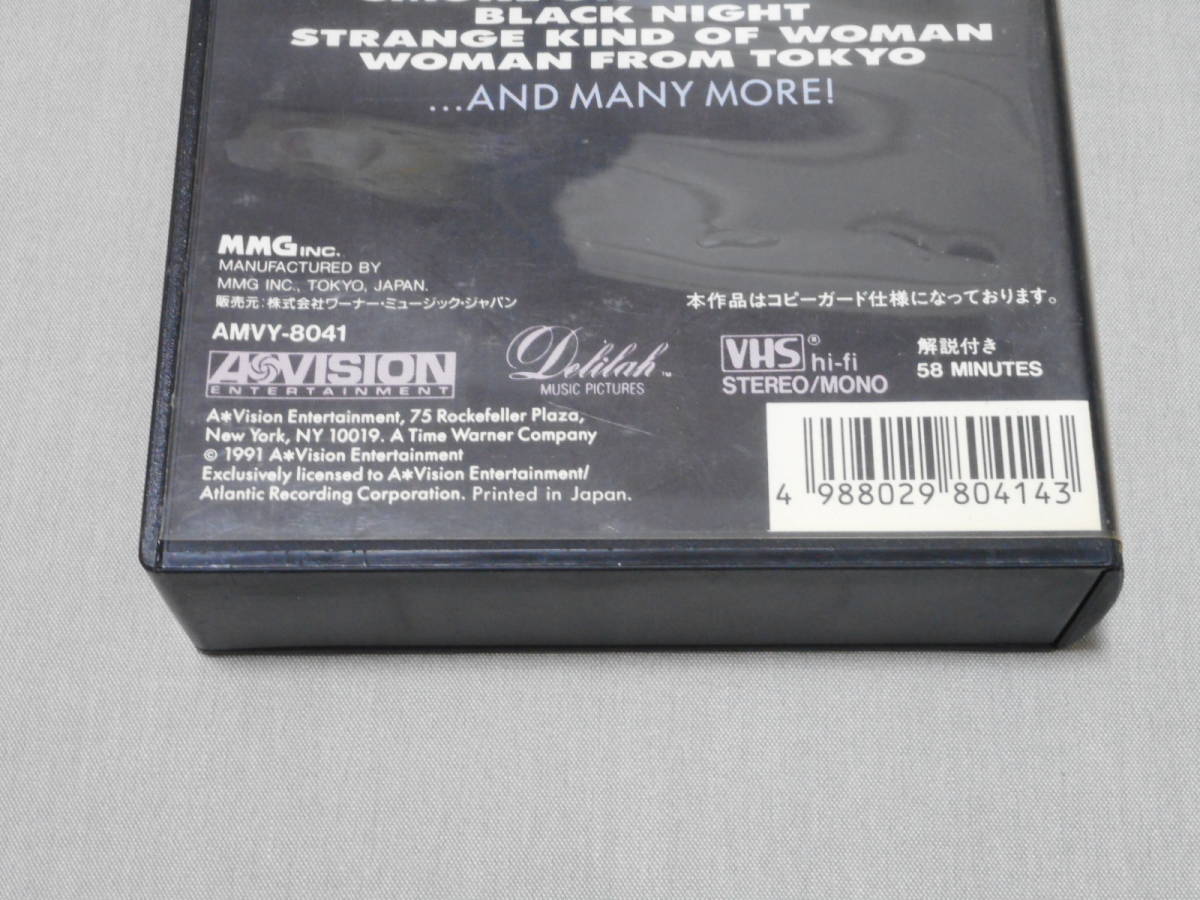 BLACK NIGHT
STRANGE KIND OF WOMAN
WOMAN FROM TOKYO
...AND MANY MORE!
MMG INC.
MANUFACTURED BY
MMG INC., TOKYO, JAPAN.
販売元:株式会社ワーナー・ミュージック・ジャパン
本作品はコピーガード仕様になっております。
AMVY-8041
A*VISION
ENTERTAINMENT
Delilah™
MUSIC PICTURES
VHS® hi-fi
STEREO/MONO
解説付き
58 MINUTES
A*Vision Entertainment, 75 Rockefeller Plaza,
New York, NY 10019. A Time Warner Company
© 1991 A*Vision Entertainment
Exclusively licensed to A*Vision Entertainment/
Atlantic Recording Corporation. Printed in Japan.
4 988029 804143